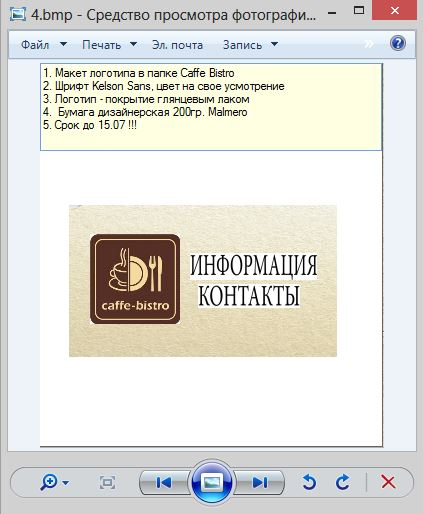 4.bmp - Средство просмотра фотографи...
Файл Печать Эл. почта Запись
1. Макет логотипа в папке Caffe Bistro
2. Шрифт Kelson Sans, цвет на свое усмотрение
3. Логотип - покрытие глянцевым лаком
4. Бумага дизайнерская 200гр. Malmero
5. Срок до 15.07 !!!
ИНФОРМАЦИЯ
КОНТАКТЫ
caffe-bistro